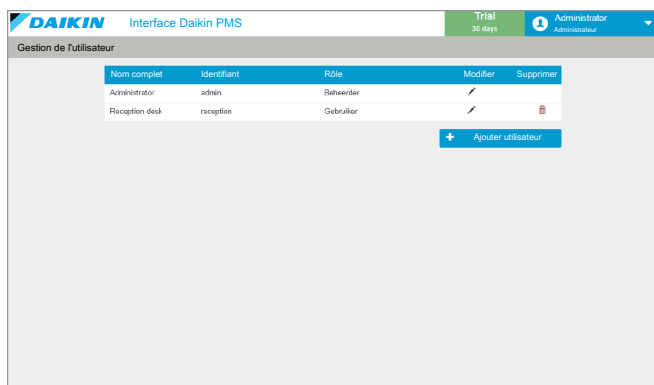 DAIKIN Interface Daikin PMS Trial Administrator
30 days Administrateur
Gestion de l'utilisateur
Nom complet Identifiant Rôle Modifier Supprimer
Administrator admin Beheerder
Reception desk reception Gebruiker
Ajouter utilisateur